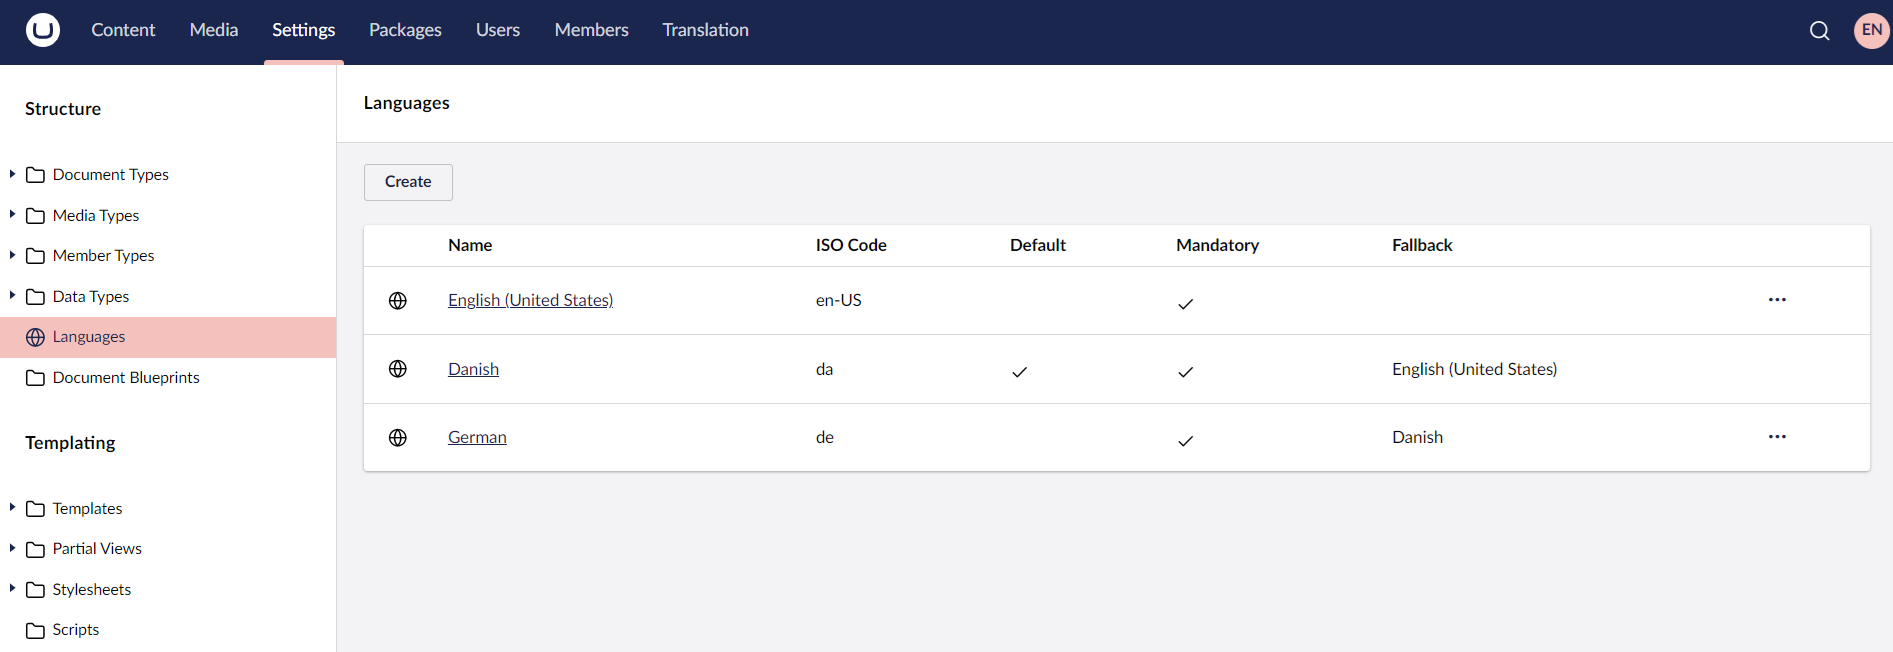 Content Media Settings Packages Users Members Translation EN
Structure
Document Types
Media Types
Member Types
Data Types
Languages
Document Blueprints
Templating
Templates
Partial Views
Stylesheets
Scripts
Languages
Create
Name ISO Code Default Mandatory Fallback
English (United States) en-US
Danish da English (United States)
German de Danish